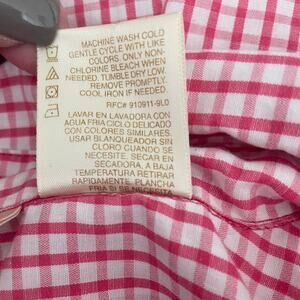 MACHINE WASH COLD
GENTLE CYCLE WITH LIKE
COLORS. ONLY NON-
CHLORINE BLEACH WHEN
NEEDED. TUMBLE DRY LOW.
REMOVE PROMPTLY.
COOL IRON IF NEEDED.
RFC# 910911-9L0
LAVAR EN LAVADORA CON
AGUA FRIA CICLO DELICADO
CON COLORES SIMILARES.
USAR BLANQUEADOR SIN
CLORO CUANDO SE
NECESITE. SECAR EN
SECADORA, A BAJA
TEMPERATURA RETIRAR
RAPIDAMENTE. PLANCHA
FRIA SI SE NECESITA